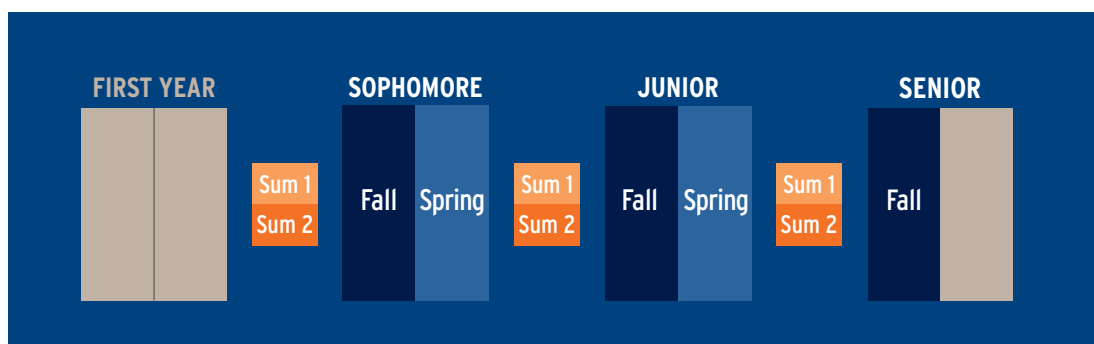 FIRST YEAR
SOPHOMORE
JUNIOR
SENIOR
Sum 1
Sum 2
Fall
Spring
Sum 1
Sum 2
Fall
Spring
Sum 1
Sum 2
Fall